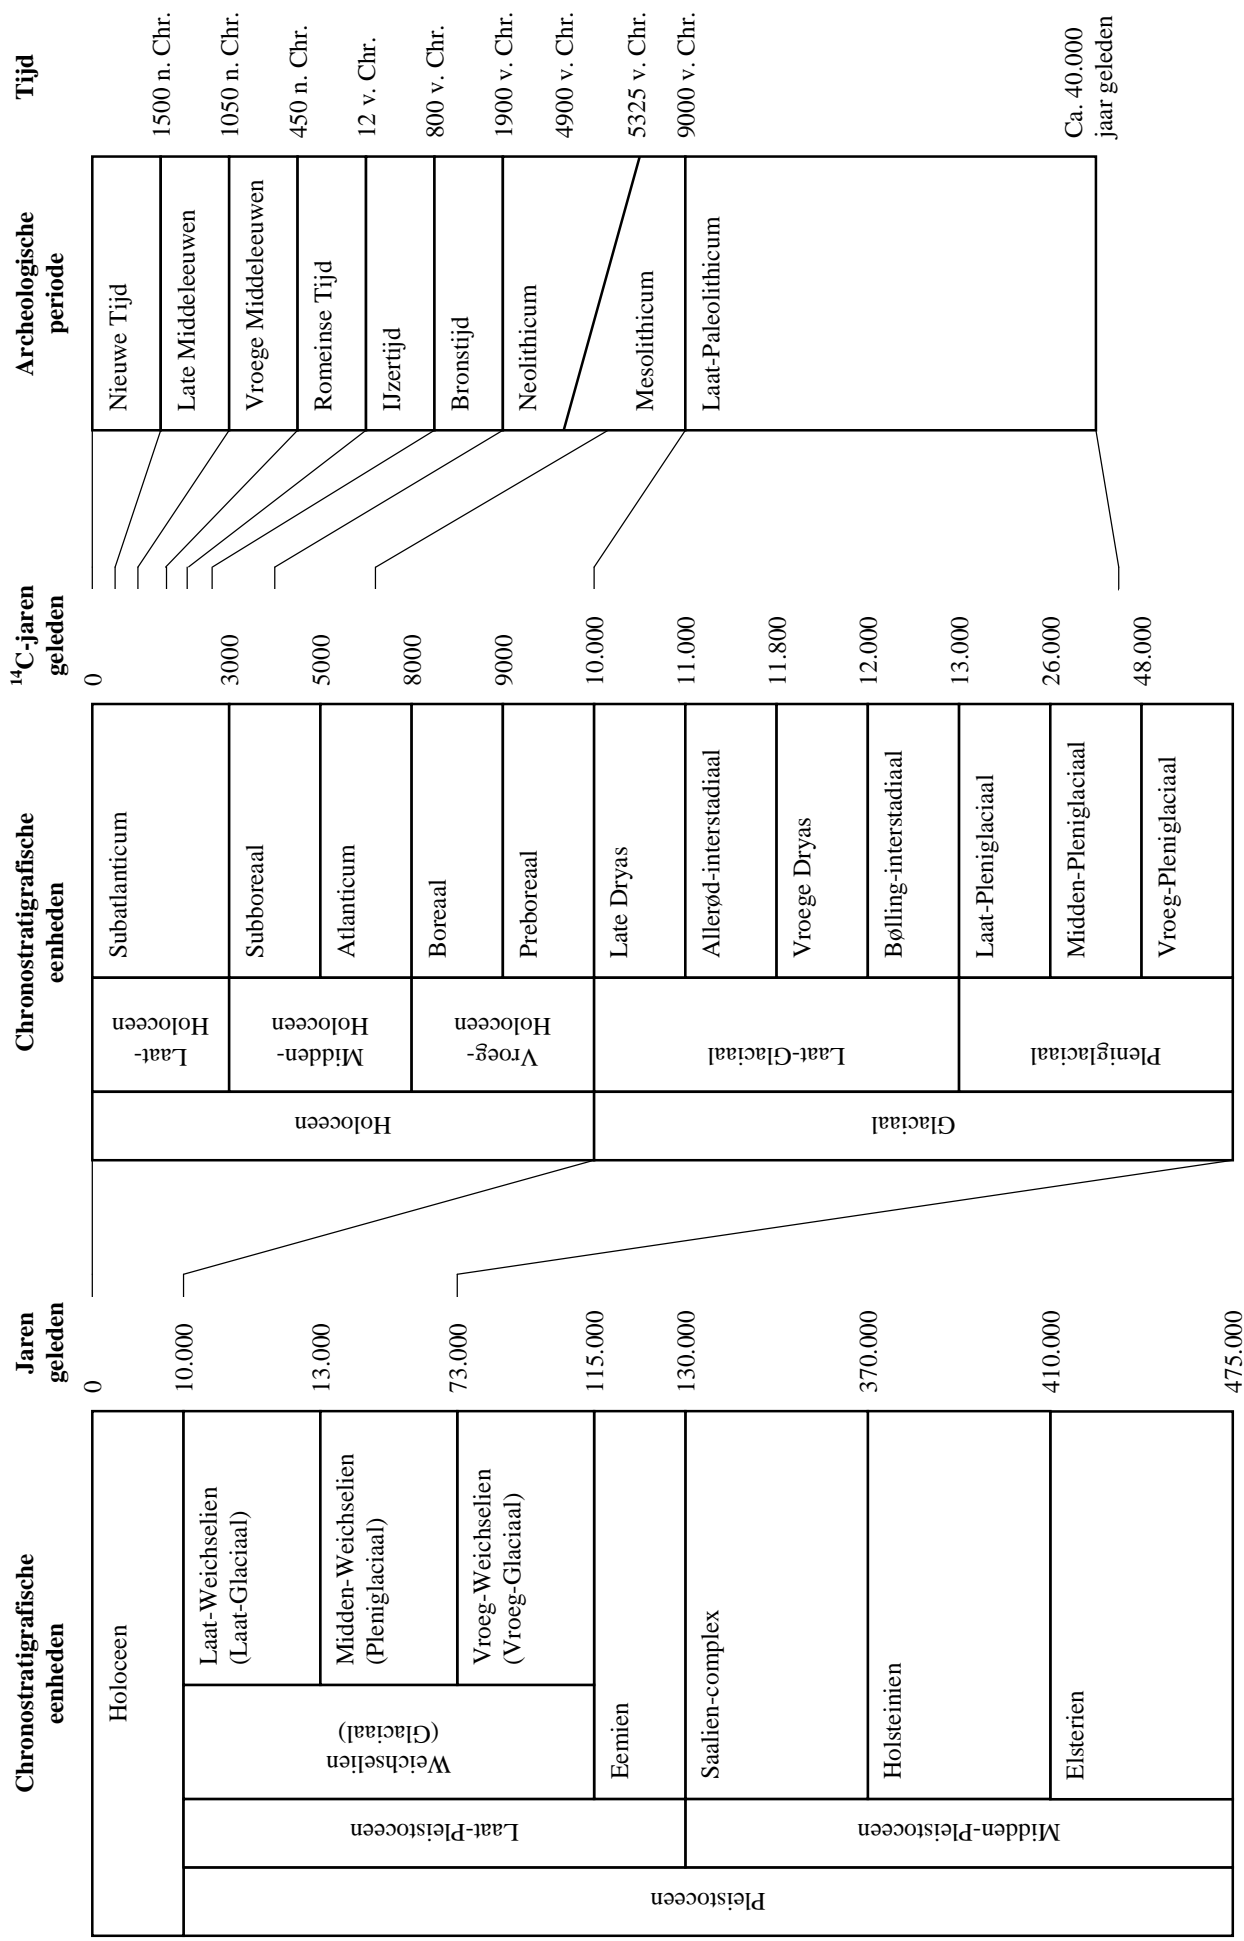 Chronostratigrafische
eenheden
Jaren
geleden
Chronostratigrafische
eenheden
¹⁴C-jaren
geleden
Archeologische
periode
Tijd
Pleistoceen
Laat-Pleistoceen
Midden-Pleistoceen
Weichselien
(Glaciaal)
Holoceen
Laat-Weichselien
(Laat-Glaciaal)
Midden-Weichselien
(Pleniglaciaal)
Vroeg-Weichselien
(Vroeg-Glaciaal)
Eemien
Saalien-complex
Holsteinien
Elsterien
0
10.000
13.000
73.000
115.000
130.000
370.000
410.000
475.000
Holoceen
Glaciaal
Laat-
Holoceen
Midden-
Holoceen
Vroeg-
Holoceen
Laat-Glaciaal
Pleniglaciaal
Subatlanticum
Subboreaal
Atlanticum
Boreaal
Preboreaal
Late Dryas
Allerød-interstadiaal
Vroege Dryas
Bølling-interstadiaal
Laat-Pleniglaciaal
Midden-Pleniglaciaal
Vroeg-Pleniglaciaal
0
3000
5000
8000
9000
10.000
11.000
11.800
12.000
13.000
26.000
48.000
Nieuwe Tijd
Late Middeleeuwen
Vroege Middeleeuwen
Romeinse Tijd
IJzertijd
Bronstijd
Neolithicum
Mesolithicum
Laat-Paleolithicum
1500 n. Chr.
1050 n. Chr.
450 n. Chr.
12 v. Chr.
800 v. Chr.
1900 v. Chr.
4900 v. Chr.
5325 v. Chr.
9000 v. Chr.
Ca. 40.000
jaar geleden